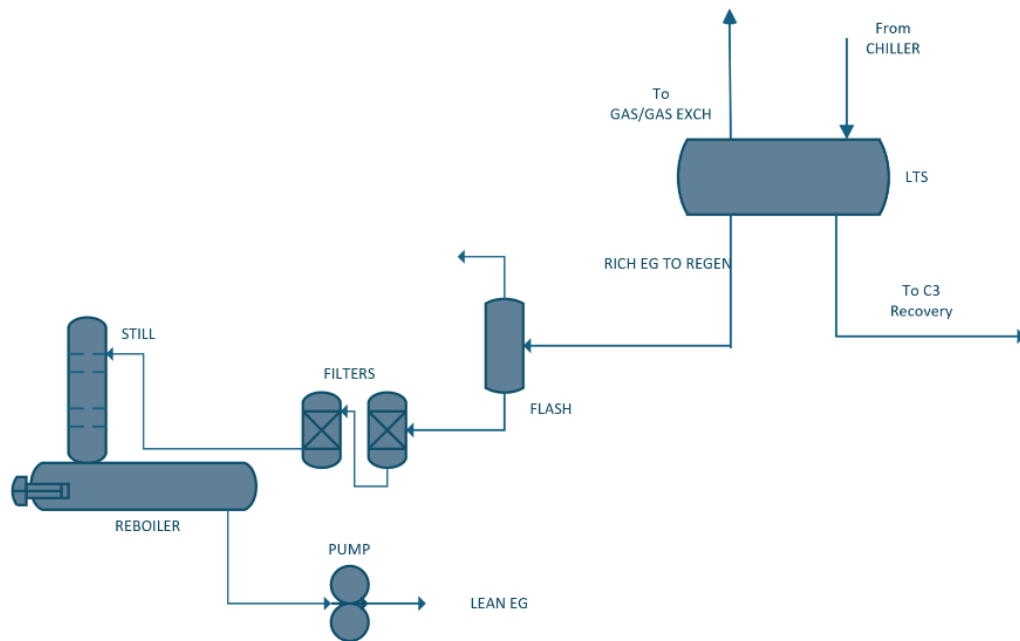 From
CHILLER
To
GAS/GAS EXCH
LTS
RICH EG TO REGEN
To C3
Recovery
STILL
FILTERS
FLASH
REBOILER
PUMP
LEAN EG